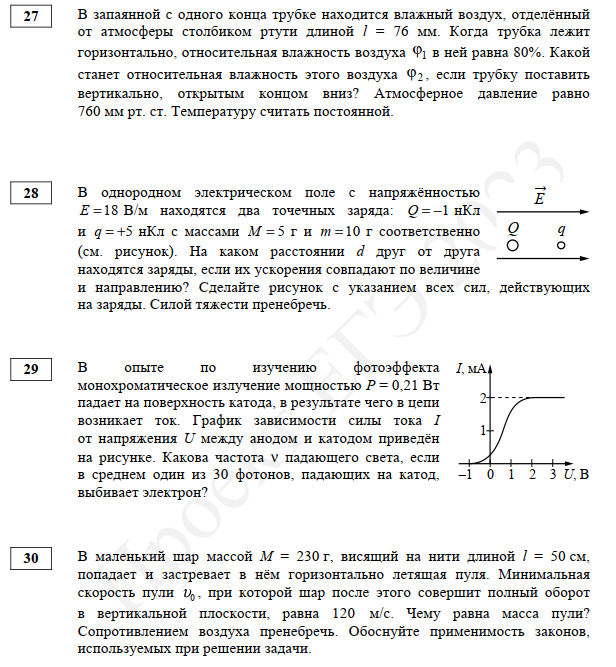 27
В запаянной с одного конца трубке находится влажный воздух, отделённый
от атмосферы столбиком ртути длиной l = 76 мм. Когда трубка лежит
горизонтально, относительная влажность воздуха φ₁ в ней равна 80%. Какой
станет относительная влажность этого воздуха φ₂, если трубку поставить
вертикально, открытым концом вниз? Атмосферное давление равно
760 мм рт. ст. Температуру считать постоянной.
28
В однородном электрическом поле с напряжённостью
E = 18 В/м находятся два точечных заряда: Q = −1 нКл
и q = +5 нКл с массами M = 5 г и m = 10 г соответственно
(см. рисунок). На каком расстоянии d друг от друга
находятся заряды, если их ускорения совпадают по величине
и направлению? Сделайте рисунок с указанием всех сил, действующих
на заряды. Силой тяжести пренебречь.
E
Q q
29
В опыте по изучению фотоэффекта
монохроматическое излучение мощностью P = 0,21 Вт
падает на поверхность катода, в результате чего в цепи
возникает ток. График зависимости силы тока I
от напряжения U между анодом и катодом приведён
на рисунке. Какова частота ν падающего света, если
в среднем один из 30 фотонов, падающих на катод,
выбивает электрон?
I, мА
2
1
–1 0 1 2 3 U, В
30
В маленький шар массой M = 230 г, висящий на нити длиной l = 50 см,
попадает и застревает в нём горизонтально летящая пуля. Минимальная
скорость пули υ₀, при которой шар после этого совершит полный оборот
в вертикальной плоскости, равна 120 м/с. Чему равна масса пули?
Сопротивлением воздуха пренебречь. Обоснуйте применимость законов,
используемых при решении задачи.
Проект ЕГЭ 2023